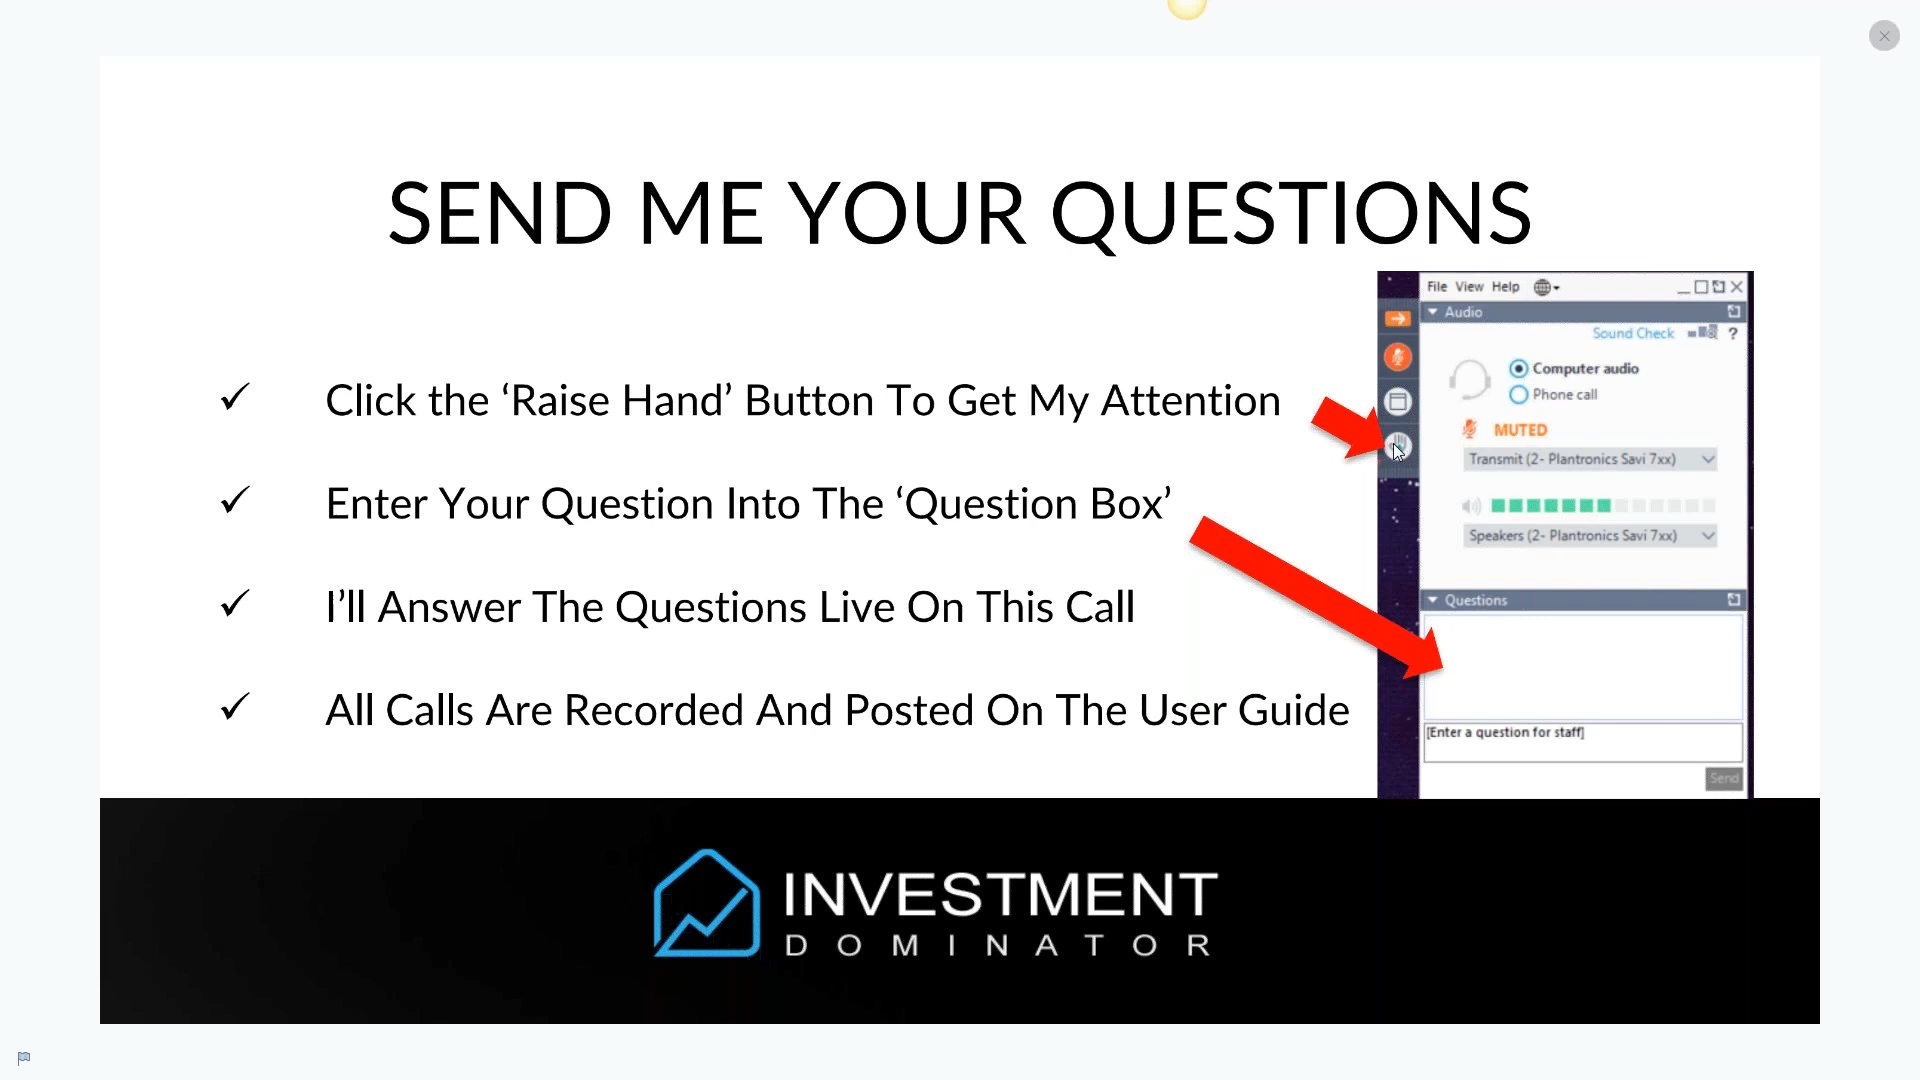 SEND ME YOUR QUESTIONS
✓ Click the ‘Raise Hand’ Button To Get My Attention
✓ Enter Your Question Into The ‘Question Box’
✓ I’ll Answer The Questions Live On This Call
✓ All Calls Are Recorded And Posted On The User Guide
File View Help
Audio
Sound Check ?
Computer audio
Phone call
MUTED
Transmit (2- Plantronics Savi 7xx)
Speakers (2- Plantronics Savi 7xx)
Questions
[Enter a question for staff]
Send
INVESTMENT
DOMINATOR